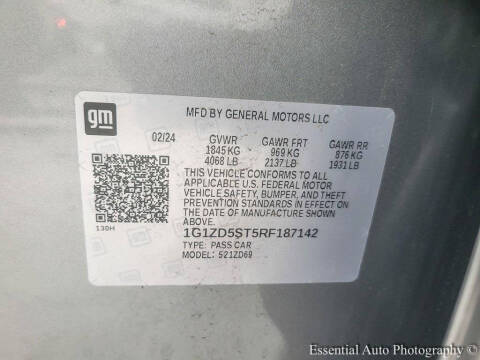 gm
MFD BY GENERAL MOTORS LLC
02/24 GVWR GAWR FRT GAWR RR
1845 KG 969 KG 876 KG
4068 LB 2137 LB 1931 LB
THIS VEHICLE CONFORMS TO ALL
APPLICABLE U.S. FEDERAL MOTOR
VEHICLE SAFETY, BUMPER, AND THEFT
PREVENTION STANDARDS IN EFFECT ON THE
DATE OF MANUFACTURE SHOWN
ABOVE.
130H
1G1ZD5ST5RF187142
TYPE: PASS CAR
MODEL: 521ZD69
Essential Auto Photography ©